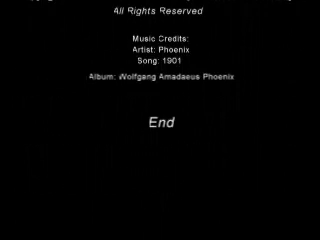 All Rights Reserved
Music Credits:
Artist: Phoenix
Song: 1901
Album: Wolfgang Amadaeus Phoenix
End